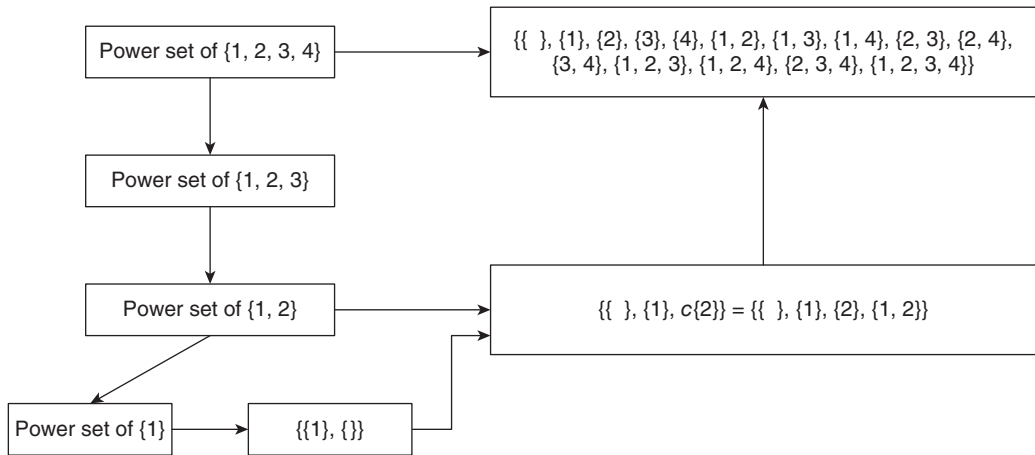 Power set of {1, 2, 3, 4}
{{ }, {1}, {2}, {3}, {4}, {1, 2}, {1, 3}, {1, 4}, {2, 3}, {2, 4},
{3, 4}, {1, 2, 3}, {1, 2, 4}, {2, 3, 4}, {1, 2, 3, 4}}
Power set of {1, 2, 3}
Power set of {1, 2}
{{ }, {1}, c{2}} = {{ }, {1}, {2}, {1, 2}}
Power set of {1}
{{1}, { }}